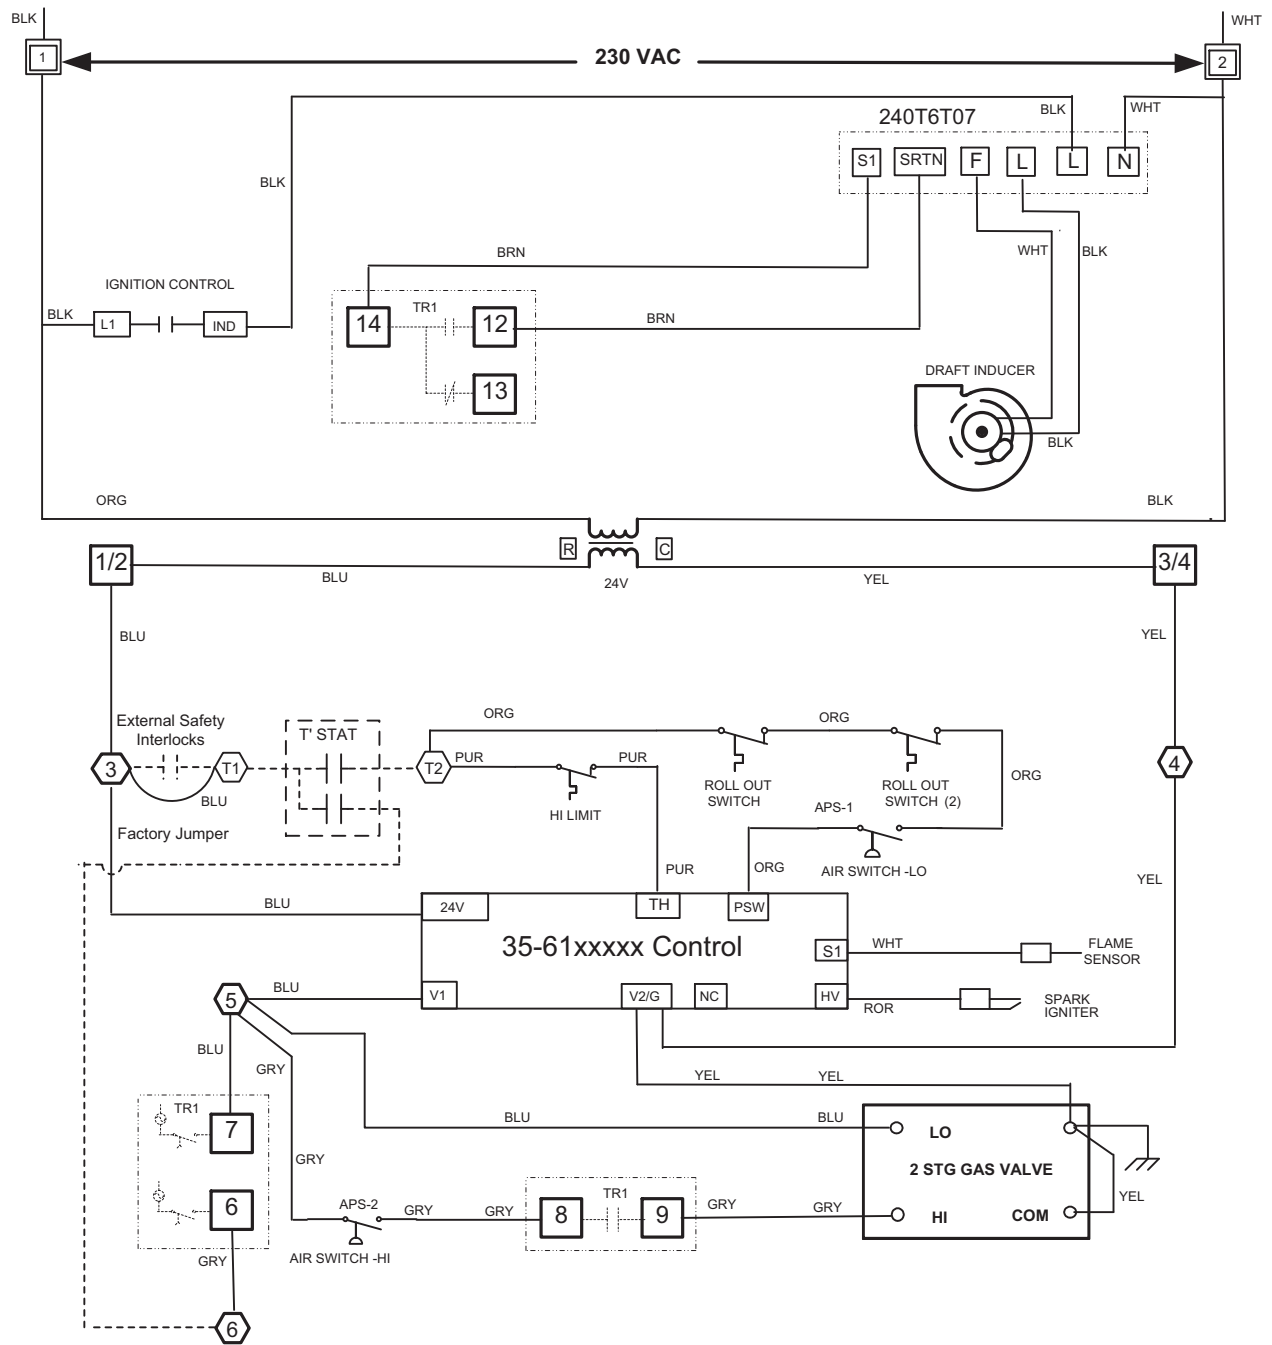 BLK
WHT
1
230 VAC
2
240T6T07
BLK
WHT
S1
SRTN
F
L
L
N
BLK
BRN
WHT
BLK
IGNITION CONTROL
BLK
L1
IND
TR1
14
12
BRN
13
DRAFT INDUCER
BLK
ORG
BLK
R
C
1/2
3/4
BLU
24V
YEL
BLU
YEL
External Safety
Interlocks
T' STAT
ORG
ORG
3
T1
T2
PUR
PUR
4
BLU
ROLL OUT
SWITCH
ROLL OUT
SWITCH (2)
ORG
HI LIMIT
APS-1
Factory Jumper
PUR
ORG
AIR SWITCH -LO
YEL
BLU
24V
TH
PSW
35-61xxxxx Control
S1
WHT
FLAME
SENSOR
5
BLU
V1
V2/G
NC
HV
ROR
SPARK
IGNITER
BLU
GRY
YEL
YEL
TR1
7
BLU
BLU
LO
2 STG GAS VALVE
GRY
6
APS-2
GRY
GRY
8
TR1
9
GRY
GRY
HI
COM
YEL
AIR SWITCH -HI
GRY
6